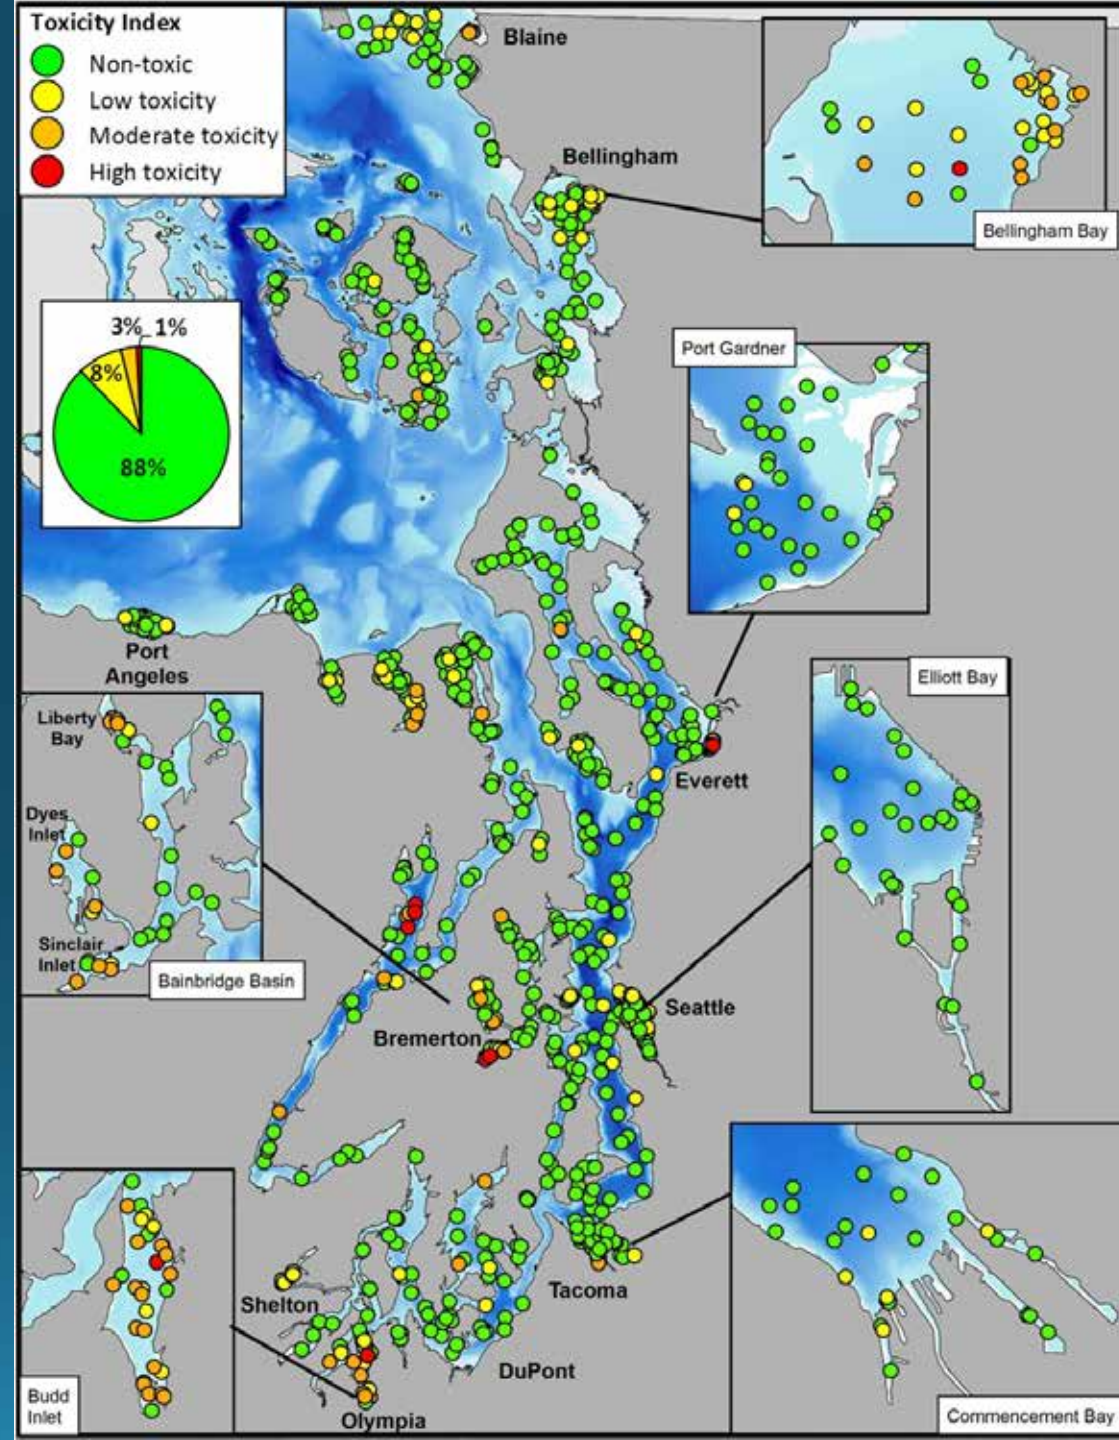 Toxicity Index
Non-toxic
Low toxicity
Moderate toxicity
High toxicity
Blaine
Bellingham
Bellingham Bay
3% 1%
8%
88%
Port Gardner
Port
Angeles
Elliott Bay
Liberty
Bay
Everett
Dyes
Inlet
Sinclair
Inlet
Bainbridge Basin
Seattle
Bremerton
Tacoma
Shelton
DuPont
Budd
Inlet
Olympia
Commencement Bay